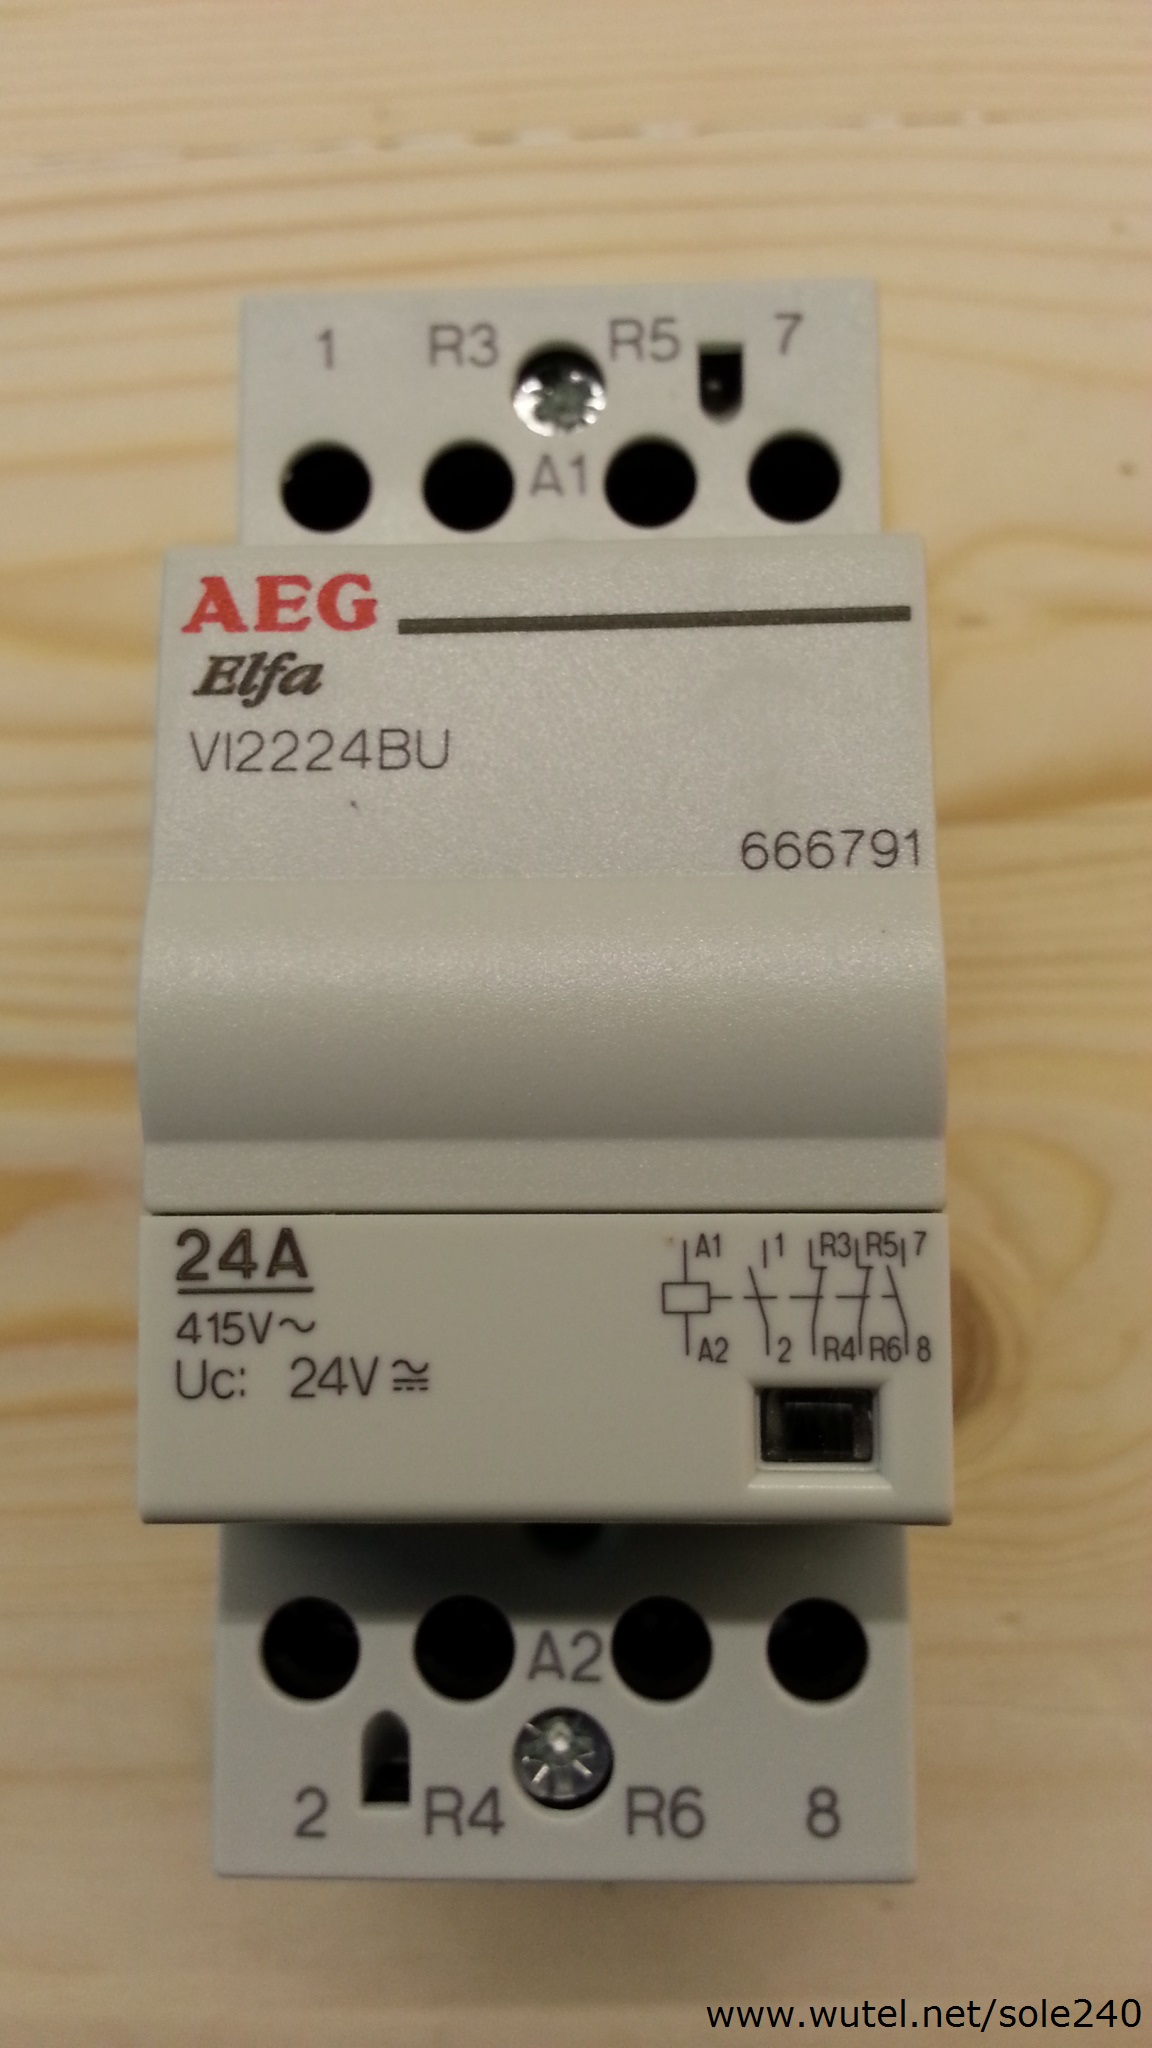 1 R3 R5 7
A1
AEG
Elfa
VI2224BU
666791
24A
415V~
Uc: 24V ≂
A1 1 R3 R5 7
A2 2 R4 R6 8
A2
2 R4 R6 8
www.wutel.net/sole240